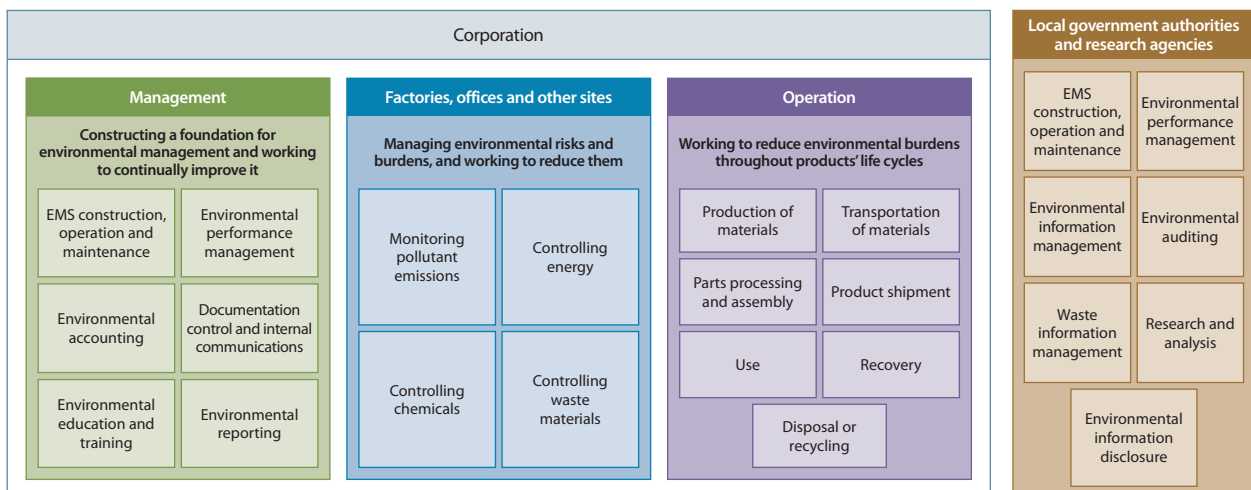 Corporation
Management
Constructing a foundation for
environmental management and working
to continually improve it
EMS construction,
operation and
maintenance
Environmental
performance
management
Environmental
accounting
Documentation
control and internal
communications
Environmental
education and
training
Environmental
reporting
Factories, offices and other sites
Managing environmental risks and
burdens, and working to reduce them
Monitoring
pollutant
emissions
Controlling
energy
Controlling
chemicals
Controlling
waste
materials
Operation
Working to reduce environmental burdens
throughout products’ life cycles
Production of
materials
Transportation
of materials
Parts processing
and assembly
Product shipment
Use
Recovery
Disposal or
recycling
Local government authorities
and research agencies
EMS
construction,
operation and
maintenance
Environmental
performance
management
Environmental
information
management
Environmental
auditing
Waste
information
management
Research and
analysis
Environmental
information
disclosure